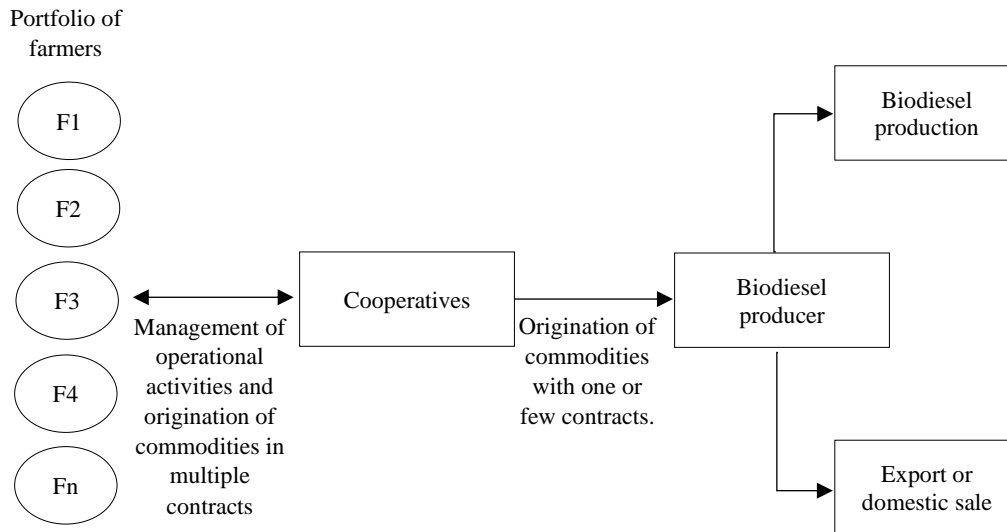 Portfolio of
farmers
F1
F2
F3
F4
Fn
Management of
operational
activities and
origination of
commodities in
multiple
contracts
Cooperatives
Origination of
commodities
with one or
few contracts.
Biodiesel
producer
Biodiesel
production
Export or
domestic sale